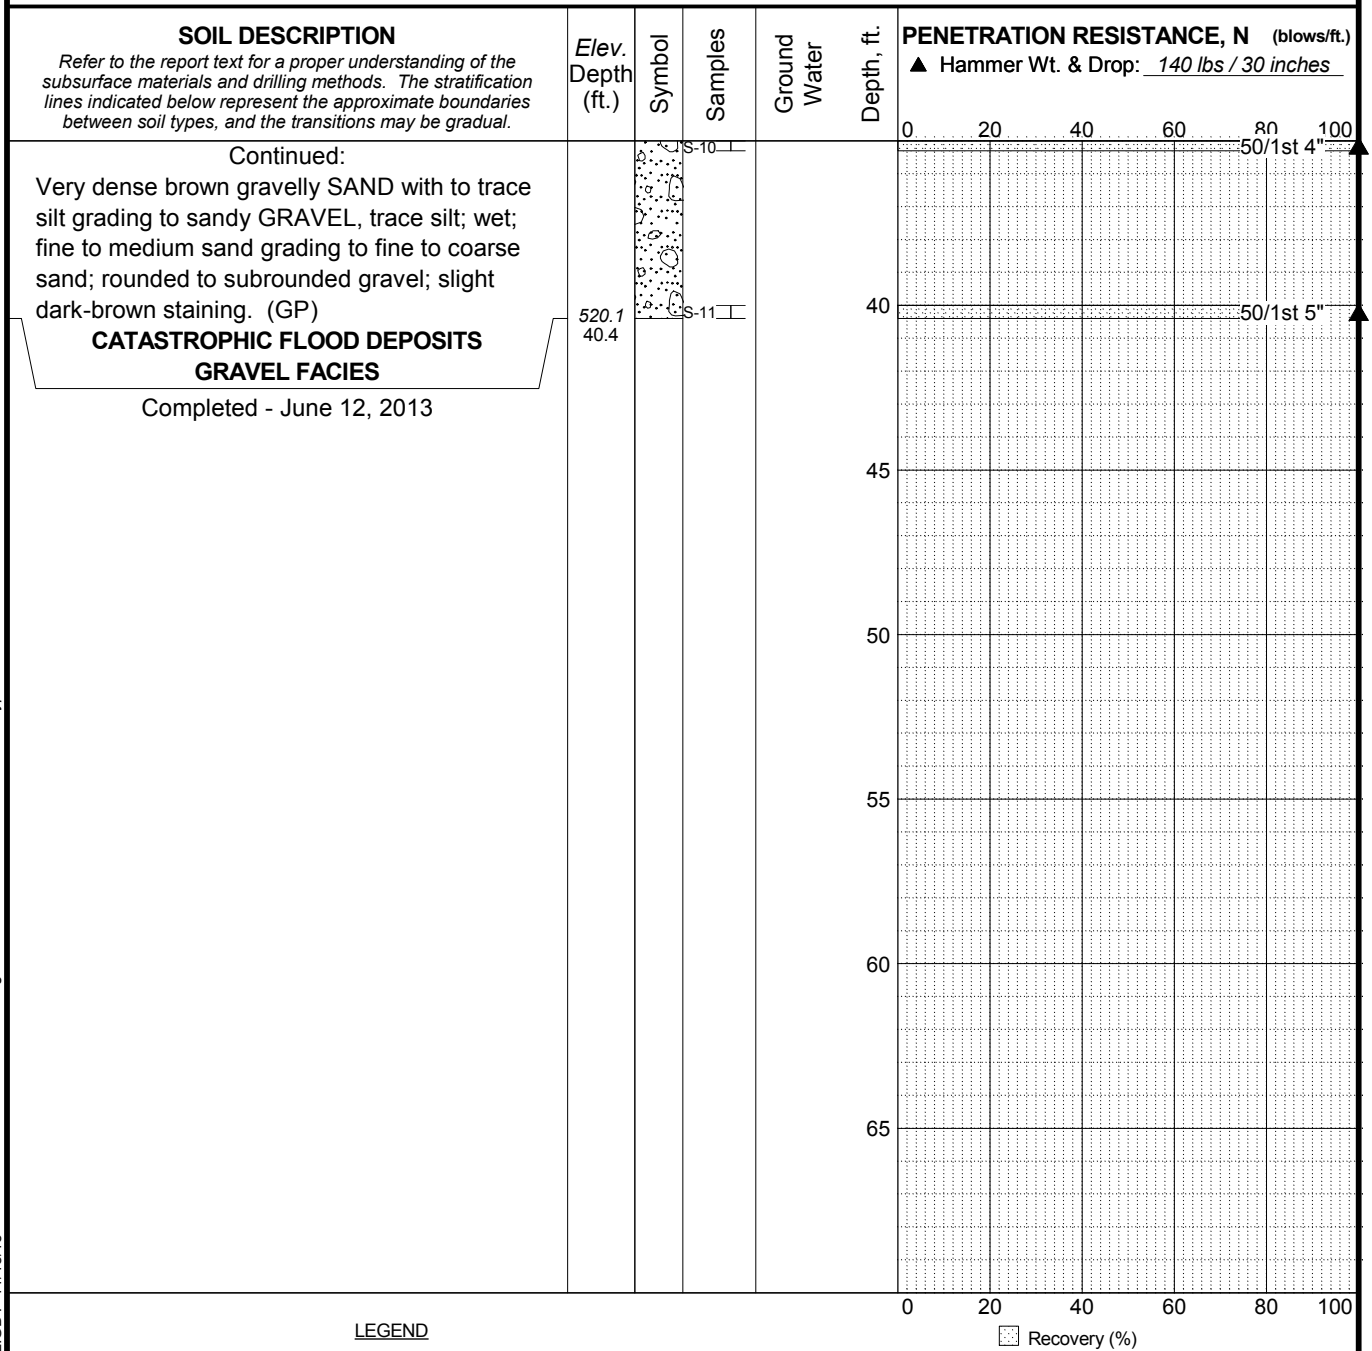 SOIL DESCRIPTION
Refer to the report text for a proper understanding of the
subsurface materials and drilling methods. The stratification
lines indicated below represent the approximate boundaries
between soil types, and the transitions may be gradual.
Elev.
Depth
(ft.)
Symbol
Samples
Ground
Water
Depth, ft.
PENETRATION RESISTANCE, N (blows/ft.)
▲ Hammer Wt. & Drop: 140 lbs / 30 inches
0 20 40 60 80 100
Continued:
Very dense brown gravelly SAND with to trace
silt grading to sandy GRAVEL, trace silt; wet;
fine to medium sand grading to fine to coarse
sand; rounded to subrounded gravel; slight
dark-brown staining. (GP)
CATASTROPHIC FLOOD DEPOSITS
GRAVEL FACIES
Completed - June 12, 2013
520.1
40.4
S-10
S-11
50/1st 4"
50/1st 5"
40
45
50
55
60
65
0 20 40 60 80 100
LEGEND
Recovery (%)